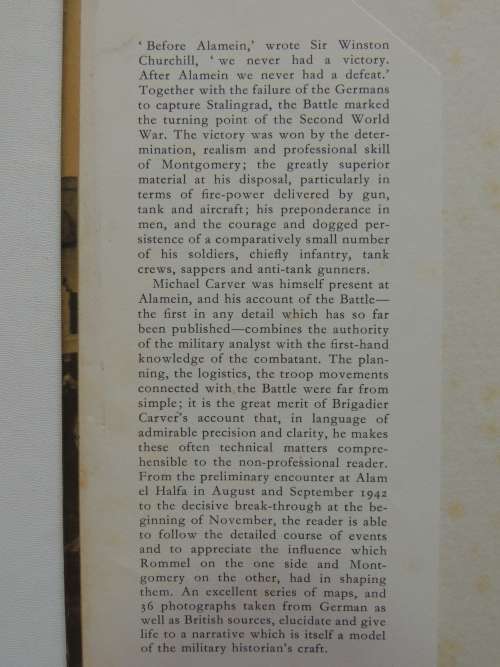 ‘ Before Alamein,’ wrote Sir Winston
Churchill, ‘ we never had a victory.
After Alamein we never had a defeat.’
Together with the failure of the Germans
to capture Stalingrad, the Battle marked
the turning point of the Second World
War. The victory was won by the deter-
mination, realism and professional skill
of Montgomery; the greatly superior
material at his disposal, particularly in
terms of fire-power delivered by gun,
tank and aircraft; his preponderance in
men, and the courage and dogged per-
sistence of a comparatively small number
of his soldiers, chiefly infantry, tank
crews, sappers and anti-tank gunners.
Michael Carver was himself present at
Alamein, and his account of the Battle—
the first in any detail which has so far
been published—combines the authority
of the military analyst with the first-hand
knowledge of the combatant. The plan-
ning, the logistics, the troop movements
connected with the Battle were far from
simple; it is the great merit of Brigadier
Carver’s account that, in language of
admirable precision and clarity, he makes
these often technical matters compre-
hensible to the non-professional reader.
From the preliminary encounter at Alam
el Halfa in August and September 1942
to the decisive break-through at the be-
ginning of November, the reader is able
to follow the detailed course of events
and to appreciate the influence which
Rommel on the one side and Mont-
gomery on the other, had in shaping
them. An excellent series of maps, and
36 photographs taken from German as
well as British sources, elucidate and give
life to a narrative which is itself a model
of the military historian’s craft.